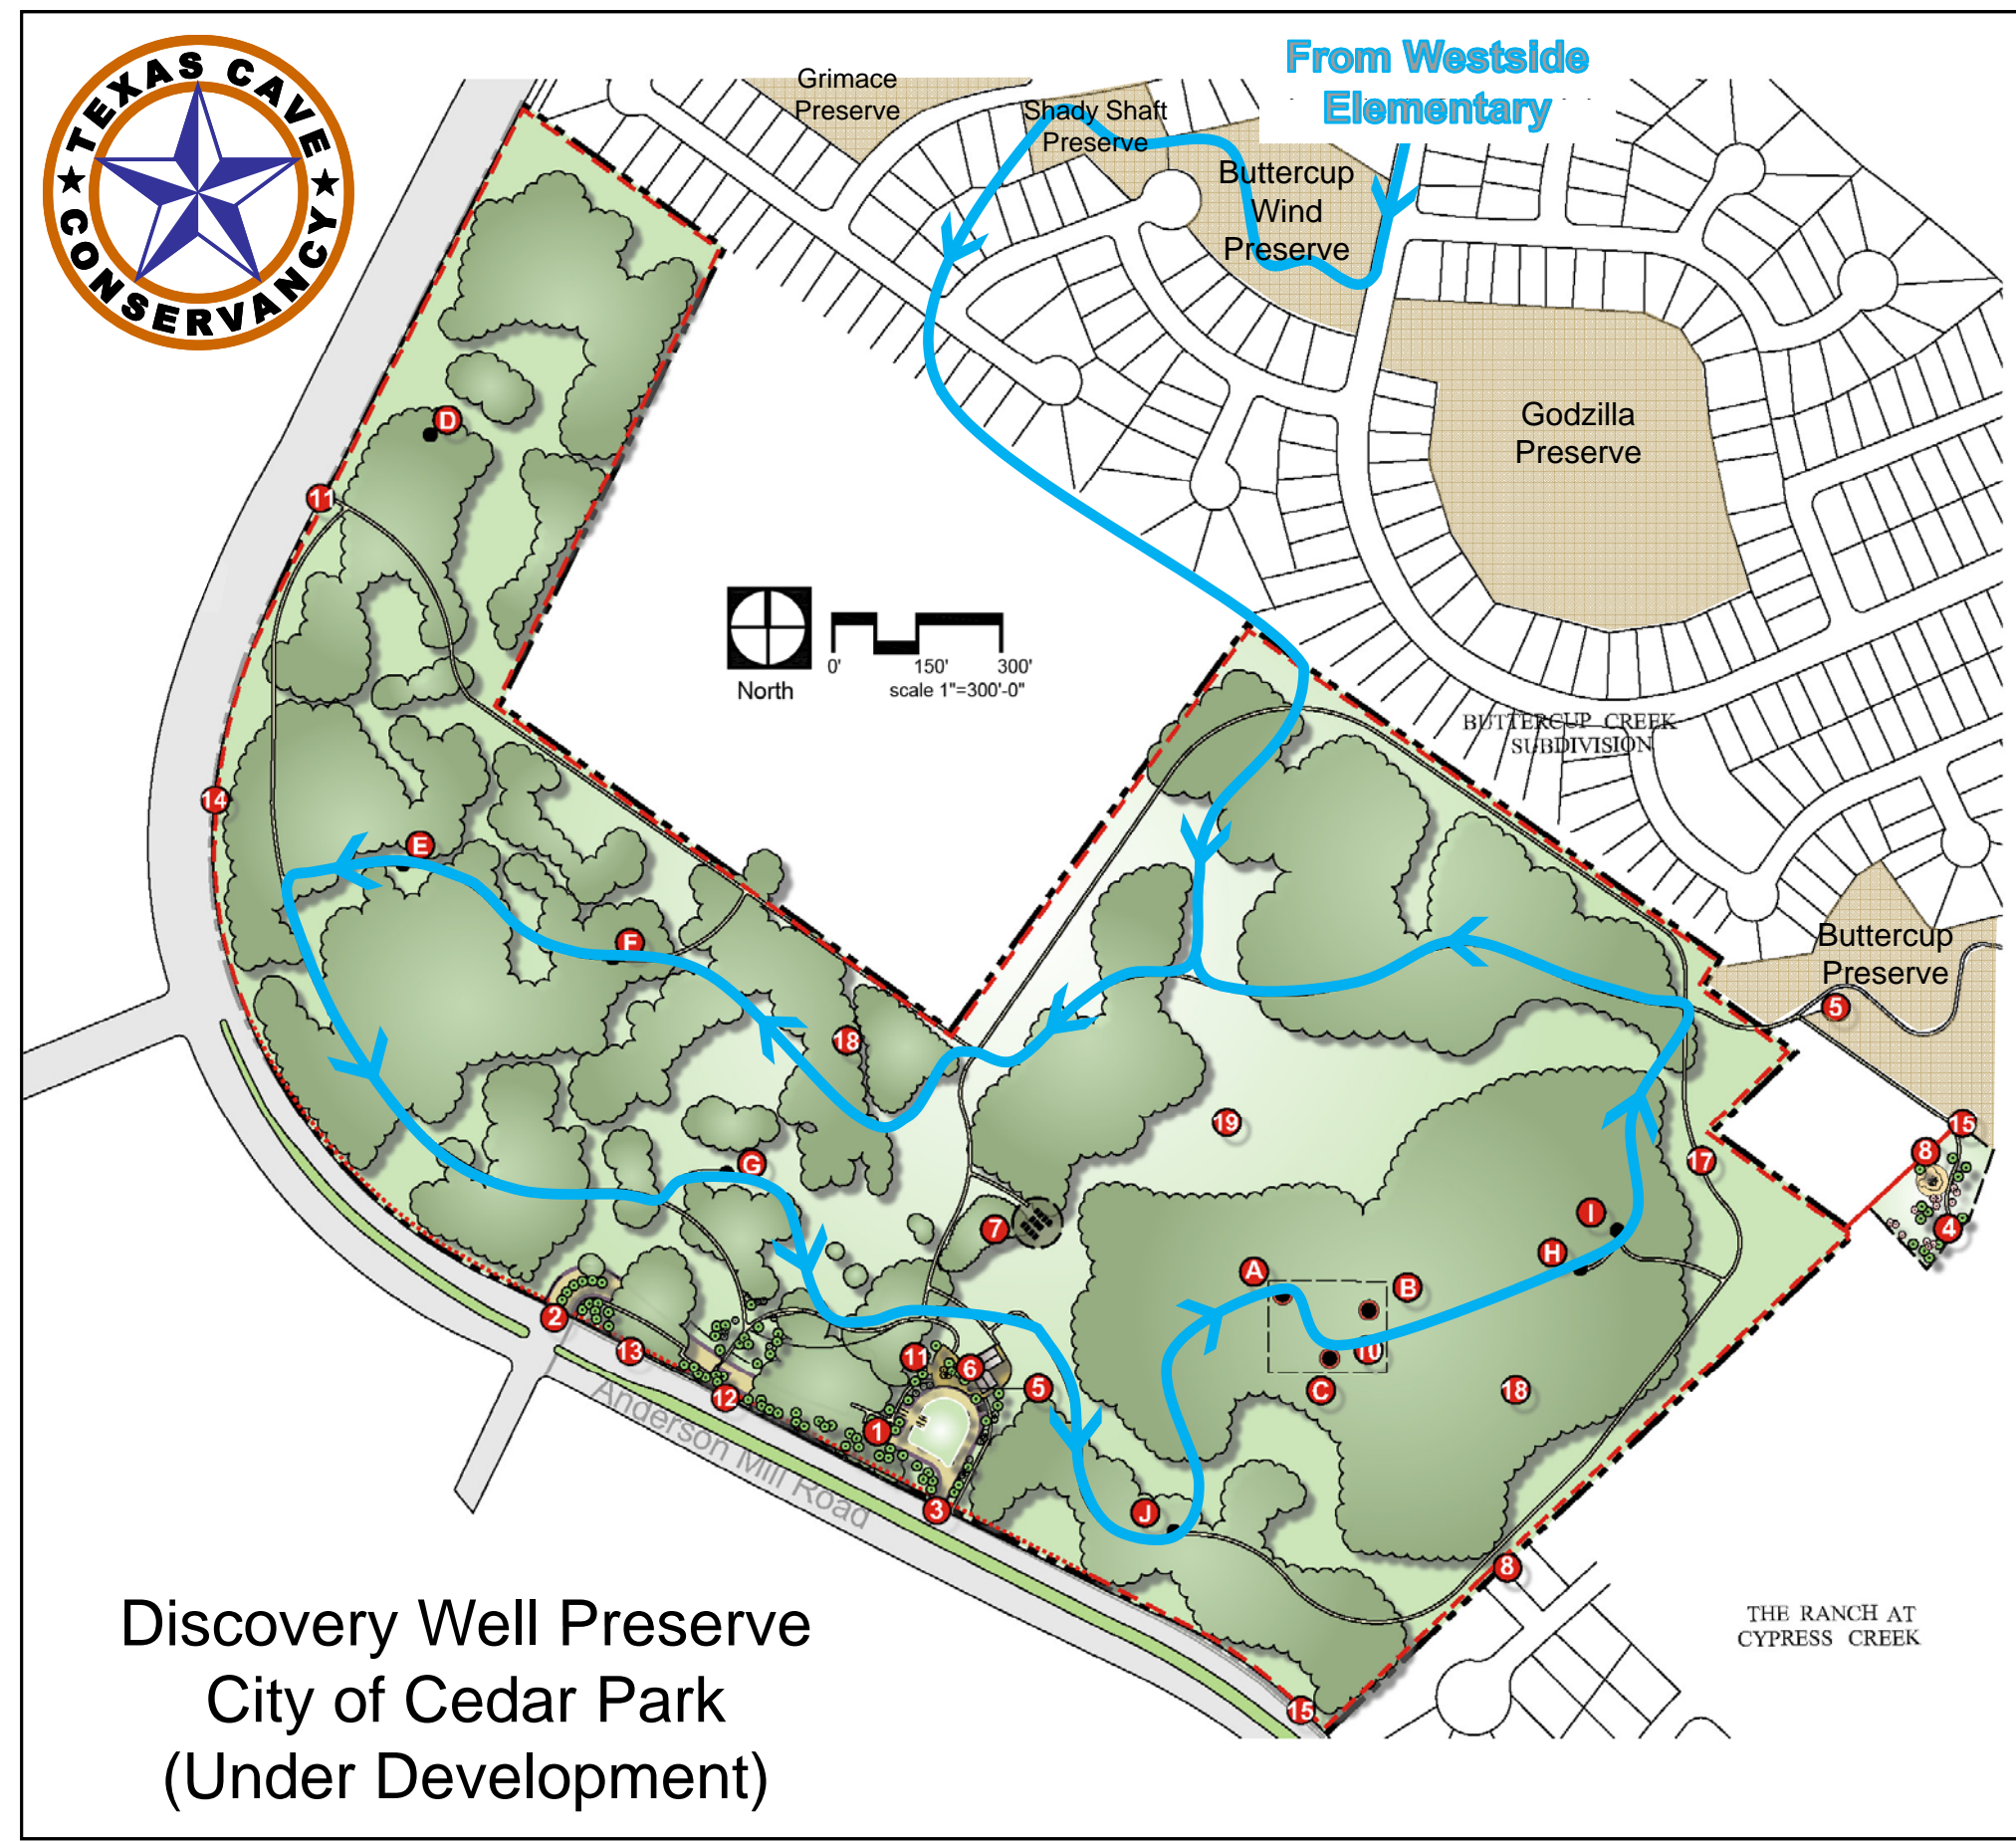 TEXAS CAVE
CONSERVANCY
From Westside
Elementary
Grimace
Preserve
Shady Shaft
Preserve
Buttercup
Wind
Preserve
Godzilla
Preserve
D
11
North
0'
150'
300'
scale 1"=300'-0"
BUTTERCUP CREEK
SUBDIVISION
14
E
F
Buttercup
Preserve
5
18
19
15
8
17
4
G
7
I
H
A
B
2
13
11
6
10
5
C
18
12
1
Anderson Mill Road
3
J
8
15
THE RANCH AT
CYPRESS CREEK
Discovery Well Preserve
City of Cedar Park
(Under Development)